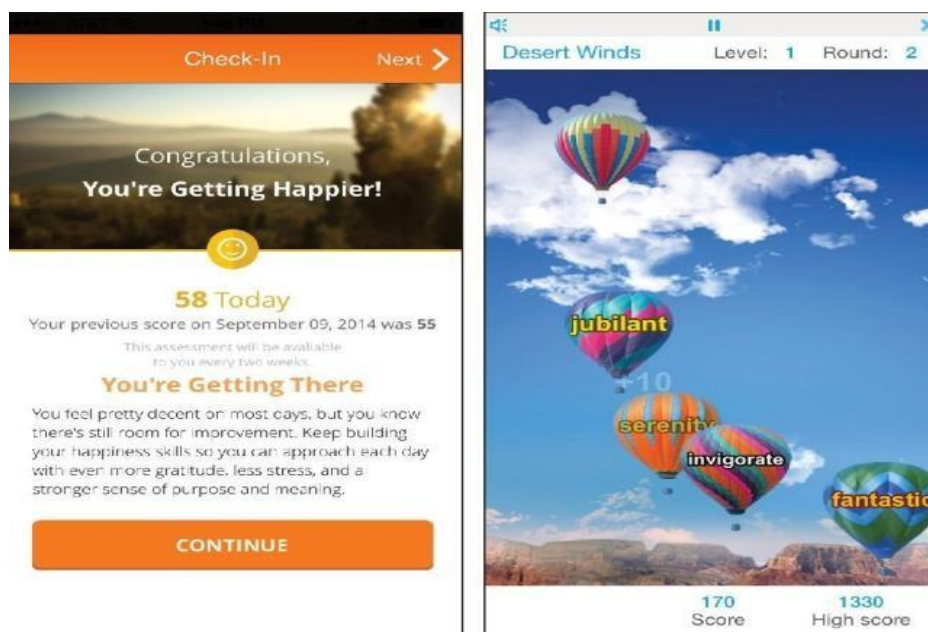 1:48 PM
Check-In
Next
Congratulations,
You're Getting Happier!
58 Today
Your previous score on September 09, 2014 was 55
This assessment will be available
to you every two weeks.
You're Getting There
You feel pretty decent on most days, but you know
there's still room for improvement. Keep building
your happiness skills so you can approach each day
with even more gratitude, less stress, and a
stronger sense of purpose and meaning.
CONTINUE
Desert Winds Level: 1 Round: 2
jubilant
+10
serenity
invigorate
fantastic
170 1330
Score High score